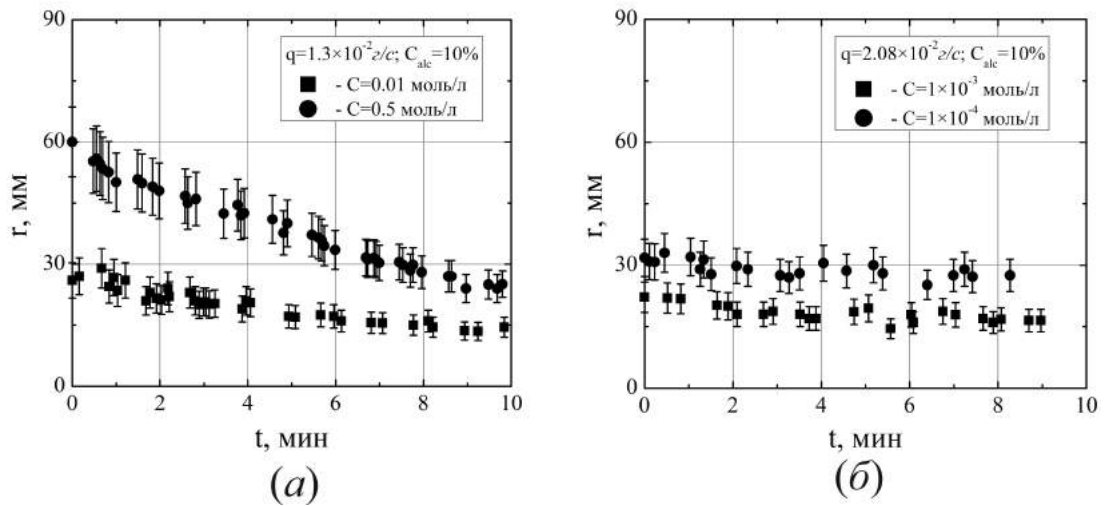 90
60
30
0
r, мм
q=1.3×10⁻² г/с; C_alc=10%
- C=0.01 моль/л
- C=0.5 моль/л
0 2 4 6 8 10
t, мин
(а)
90
60
30
0
r, мм
q=2.08×10⁻² г/с; C_alc=10%
- C=1×10⁻³ моль/л
- C=1×10⁻⁴ моль/л
0 2 4 6 8 10
t, мин
(б)